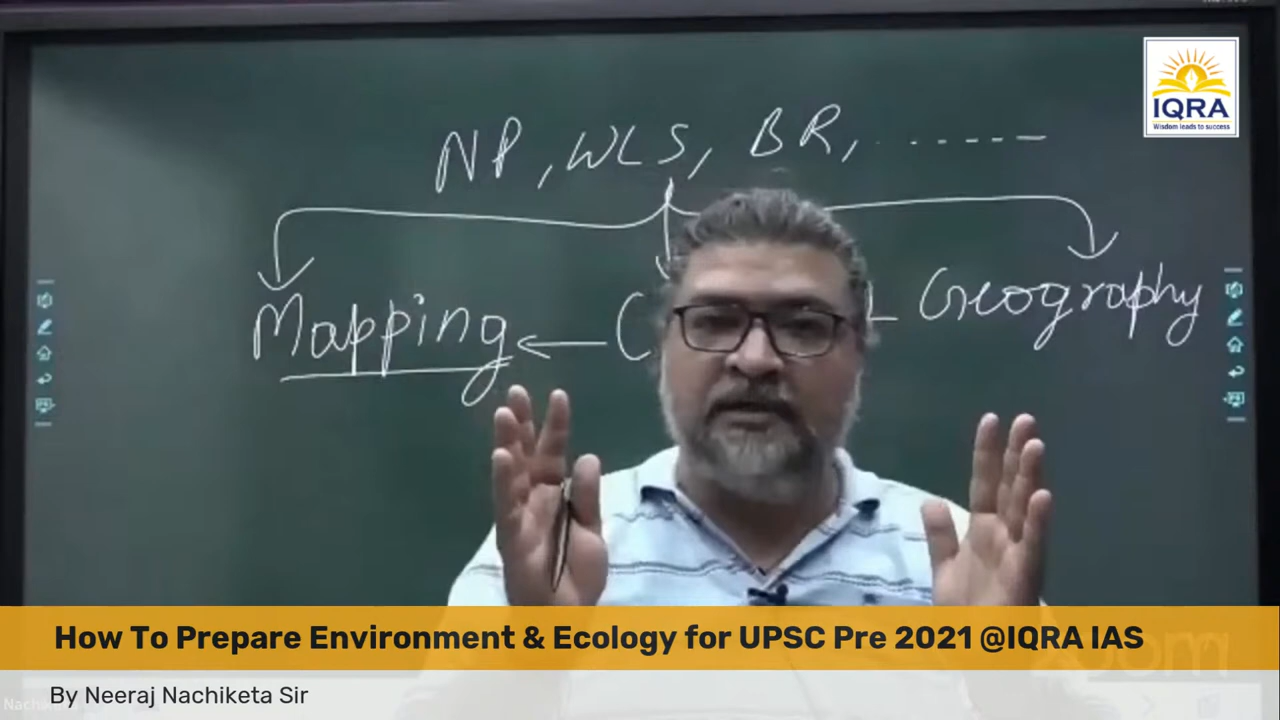 IQRA
Wisdom leads to success
NP, WLS, BR, ------
Mapping ← Geography
How To Prepare Environment & Ecology for UPSC Pre 2021 @IQRA IAS
By Neeraj Nachiketa Sir
zoom